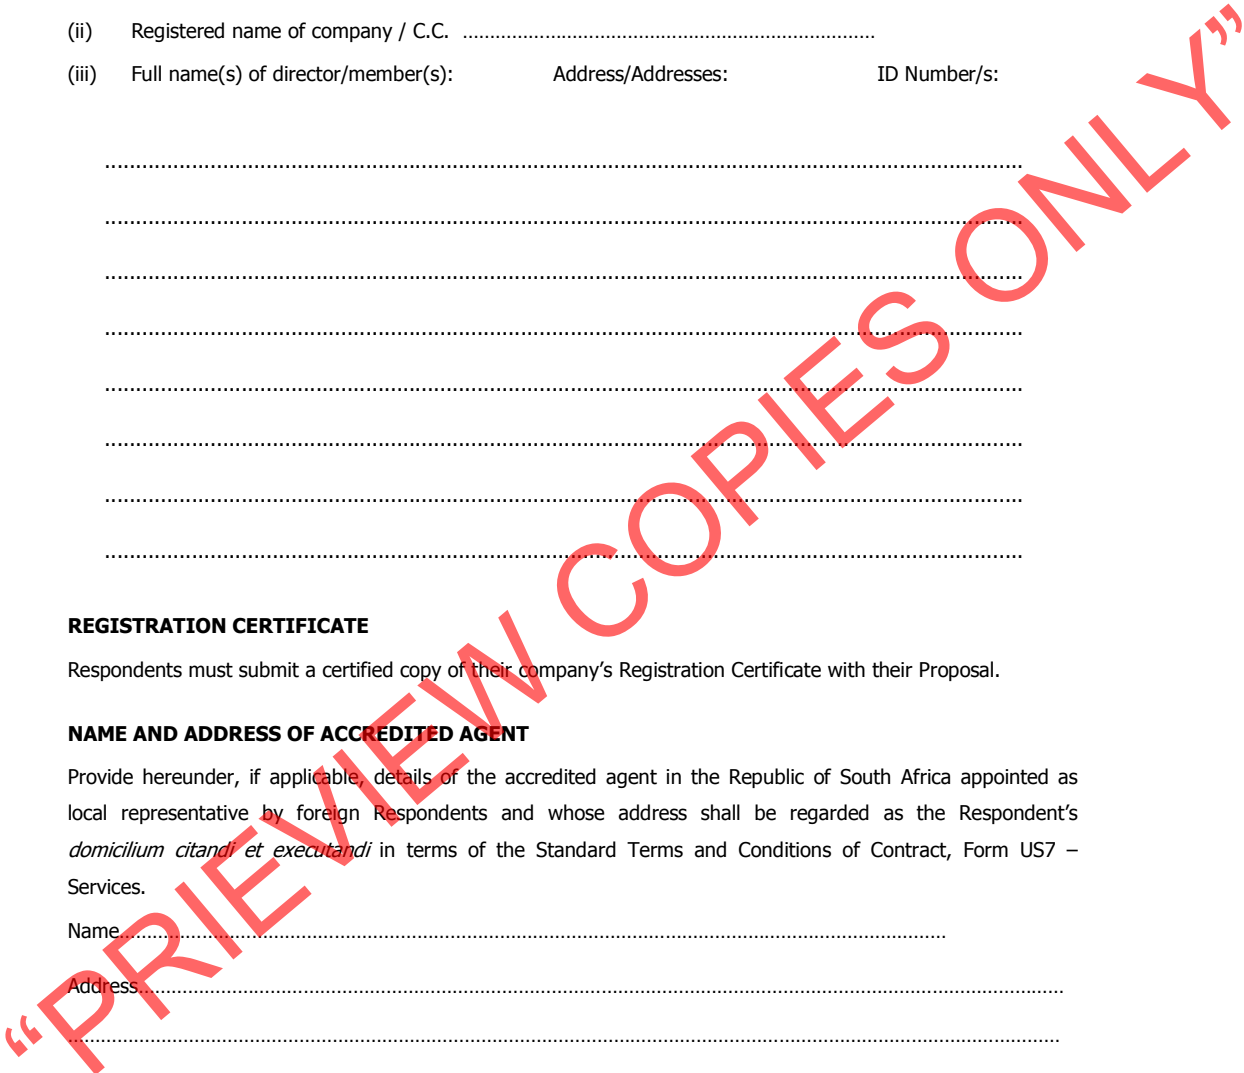 (ii) Registered name of company / C.C. ...........................................................................
(iii) Full name(s) of director/member(s): Address/Addresses: ID Number/s:
....................................................................................................................................................
....................................................................................................................................................
....................................................................................................................................................
....................................................................................................................................................
....................................................................................................................................................
....................................................................................................................................................
....................................................................................................................................................
....................................................................................................................................................
REGISTRATION CERTIFICATE
Respondents must submit a certified copy of their company’s Registration Certificate with their Proposal.
NAME AND ADDRESS OF ACCREDITED AGENT
Provide hereunder, if applicable, details of the accredited agent in the Republic of South Africa appointed as
local representative by foreign Respondents and whose address shall be regarded as the Respondent’s
domicilium citandi et executandi in terms of the Standard Terms and Conditions of Contract, Form US7 –
Services.
Name.....................................................................................................................................................
Address.......................................................................................................................................................................
...................................................................................................................................................................................
“PRIEVIEW COPIES ONLY”